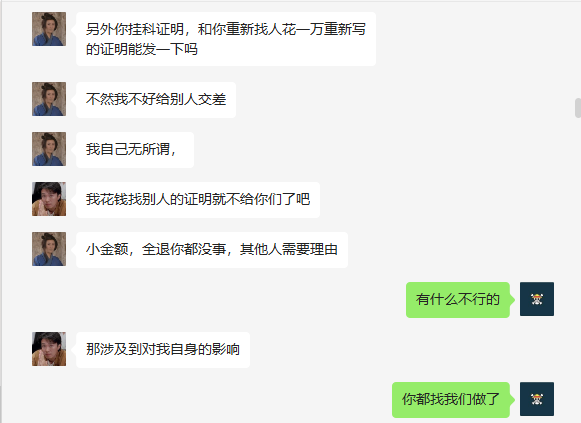 另外你挂科证明，和你重新找人花一万重新写
的证明能发一下吗
不然我不好给别人交差
我自己无所谓，
我花钱找别人的证明就不给你们了吧
小金额，全退你都没事，其他人需要理由
有什么不行的
那涉及到对我自身的影响
你都找我们做了